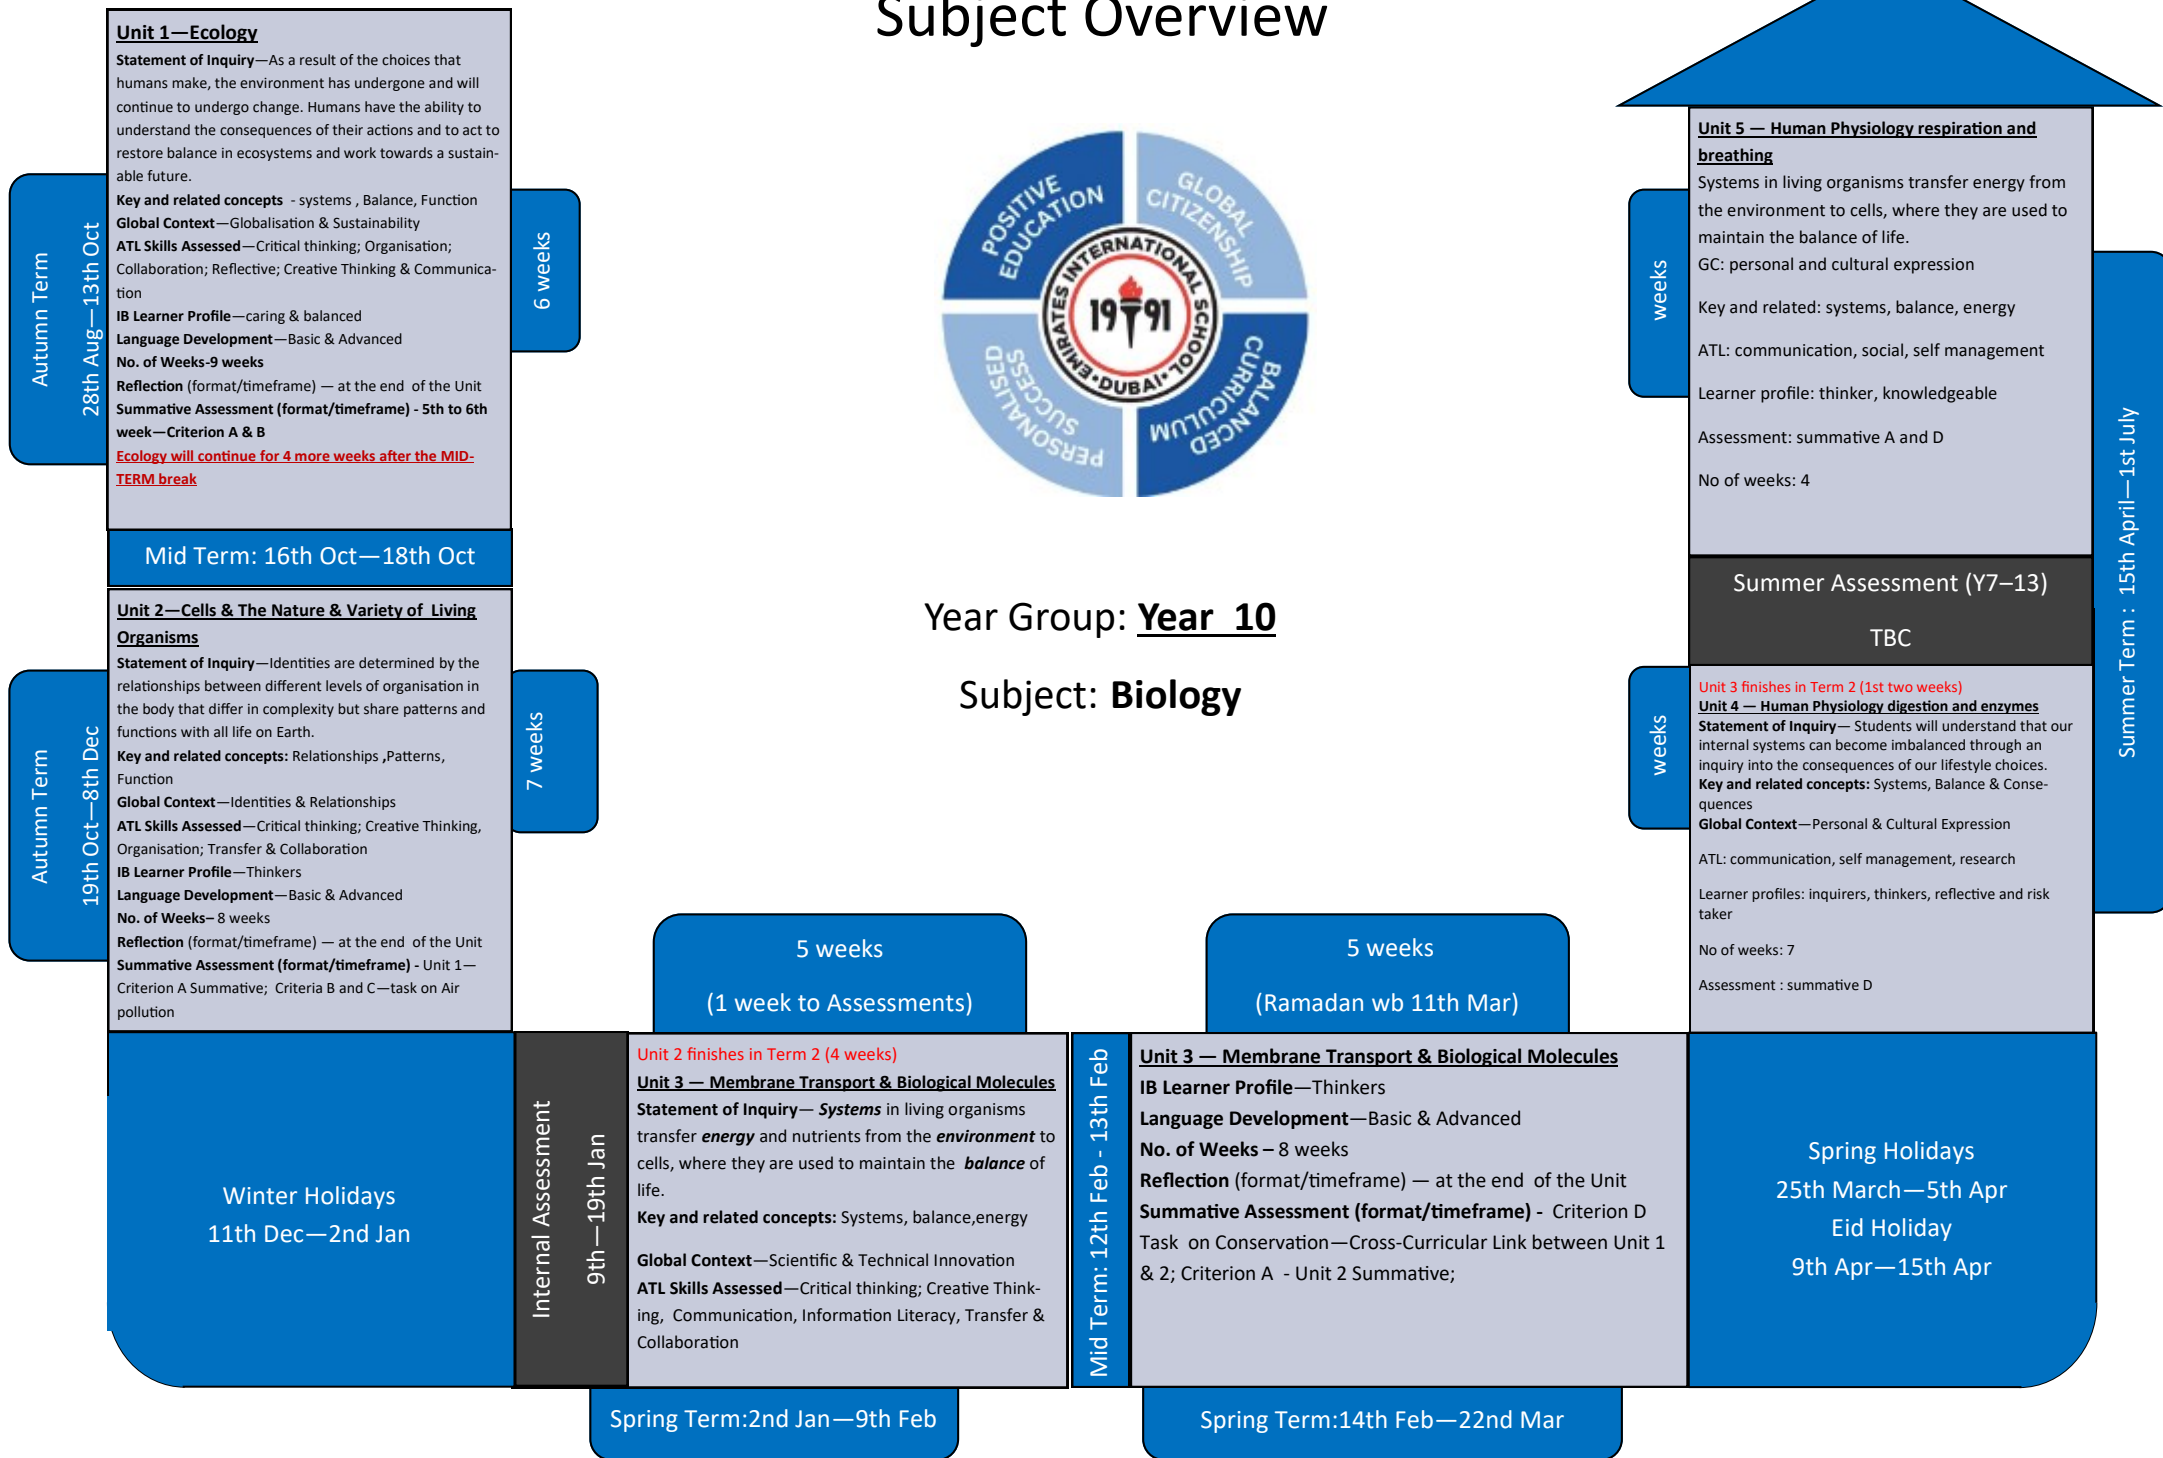 Subject Overview
Unit 1—Ecology
Statement of Inquiry—As a result of the choices that
humans make, the environment has undergone and will
continue to undergo change. Humans have the ability to
understand the consequences of their actions and to act to
restore balance in ecosystems and work towards a sustain-
able future.
Key and related concepts - systems , Balance, Function
Global Context—Globalisation & Sustainability
ATL Skills Assessed—Critical thinking; Organisation;
Collaboration; Reflective; Creative Thinking & Communica-
tion
IB Learner Profile—caring & balanced
Language Development—Basic & Advanced
No. of Weeks-9 weeks
Reflection (format/timeframe) — at the end of the Unit
Summative Assessment (format/timeframe) - 5th to 6th
week—Criterion A & B
Ecology will continue for 4 more weeks after the MID-
TERM break
Autumn Term
28th Aug—13th Oct
6 weeks
Mid Term: 16th Oct—18th Oct
Unit 2—Cells & The Nature & Variety of Living
Organisms
Statement of Inquiry—Identities are determined by the
relationships between different levels of organisation in
the body that differ in complexity but share patterns and
functions with all life on Earth.
Key and related concepts: Relationships ,Patterns,
Function
Global Context—Identities & Relationships
ATL Skills Assessed—Critical thinking; Creative Thinking,
Organisation; Transfer & Collaboration
IB Learner Profile—Thinkers
Language Development—Basic & Advanced
No. of Weeks– 8 weeks
Reflection (format/timeframe) — at the end of the Unit
Summative Assessment (format/timeframe) - Unit 1—
Criterion A Summative; Criteria B and C—task on Air
pollution
Autumn Term
19th Oct—8th Dec
7 weeks
Winter Holidays
11th Dec—2nd Jan
Internal Assessment
9th—19th Jan
5 weeks
(1 week to Assessments)
Unit 2 finishes in Term 2 (4 weeks)
Unit 3 — Membrane Transport & Biological Molecules
Statement of Inquiry— Systems in living organisms
transfer energy and nutrients from the environment to
cells, where they are used to maintain the balance of
life.
Key and related concepts: Systems, balance,energy
Global Context—Scientific & Technical Innovation
ATL Skills Assessed—Critical thinking; Creative Think-
ing, Communication, Information Literacy, Transfer &
Collaboration
Spring Term:2nd Jan—9th Feb
Mid Term: 12th Feb - 13th Feb
5 weeks
(Ramadan wb 11th Mar)
Unit 3 — Membrane Transport & Biological Molecules
IB Learner Profile—Thinkers
Language Development—Basic & Advanced
No. of Weeks – 8 weeks
Reflection (format/timeframe) — at the end of the Unit
Summative Assessment (format/timeframe) - Criterion D
Task on Conservation—Cross-Curricular Link between Unit 1
& 2; Criterion A - Unit 2 Summative;
Spring Term:14th Feb—22nd Mar
Spring Holidays
25th March—5th Apr
Eid Holiday
9th Apr—15th Apr
POSITIVE
EDUCATION
GLOBAL
CITIZENSHIP
BALANCED
CURRICULUM
PERSONALISED
SUCCESS
EMIRATES INTERNATIONAL SCHOOL
•DUBAI•
19 91
Year Group: Year 10
Subject: Biology
Unit 5 — Human Physiology respiration and
breathing
Systems in living organisms transfer energy from
the environment to cells, where they are used to
maintain the balance of life.
GC: personal and cultural expression
Key and related: systems, balance, energy
ATL: communication, social, self management
Learner profile: thinker, knowledgeable
Assessment: summative A and D
No of weeks: 4
weeks
Summer Assessment (Y7–13)
TBC
Unit 3 finishes in Term 2 (1st two weeks)
Unit 4 — Human Physiology digestion and enzymes
Statement of Inquiry— Students will understand that our
internal systems can become imbalanced through an
inquiry into the consequences of our lifestyle choices.
Key and related concepts: Systems, Balance & Conse-
quences
Global Context—Personal & Cultural Expression
ATL: communication, self management, research
Learner profiles: inquirers, thinkers, reflective and risk
taker
No of weeks: 7
Assessment : summative D
weeks
Summer Term : 15th April—1st July